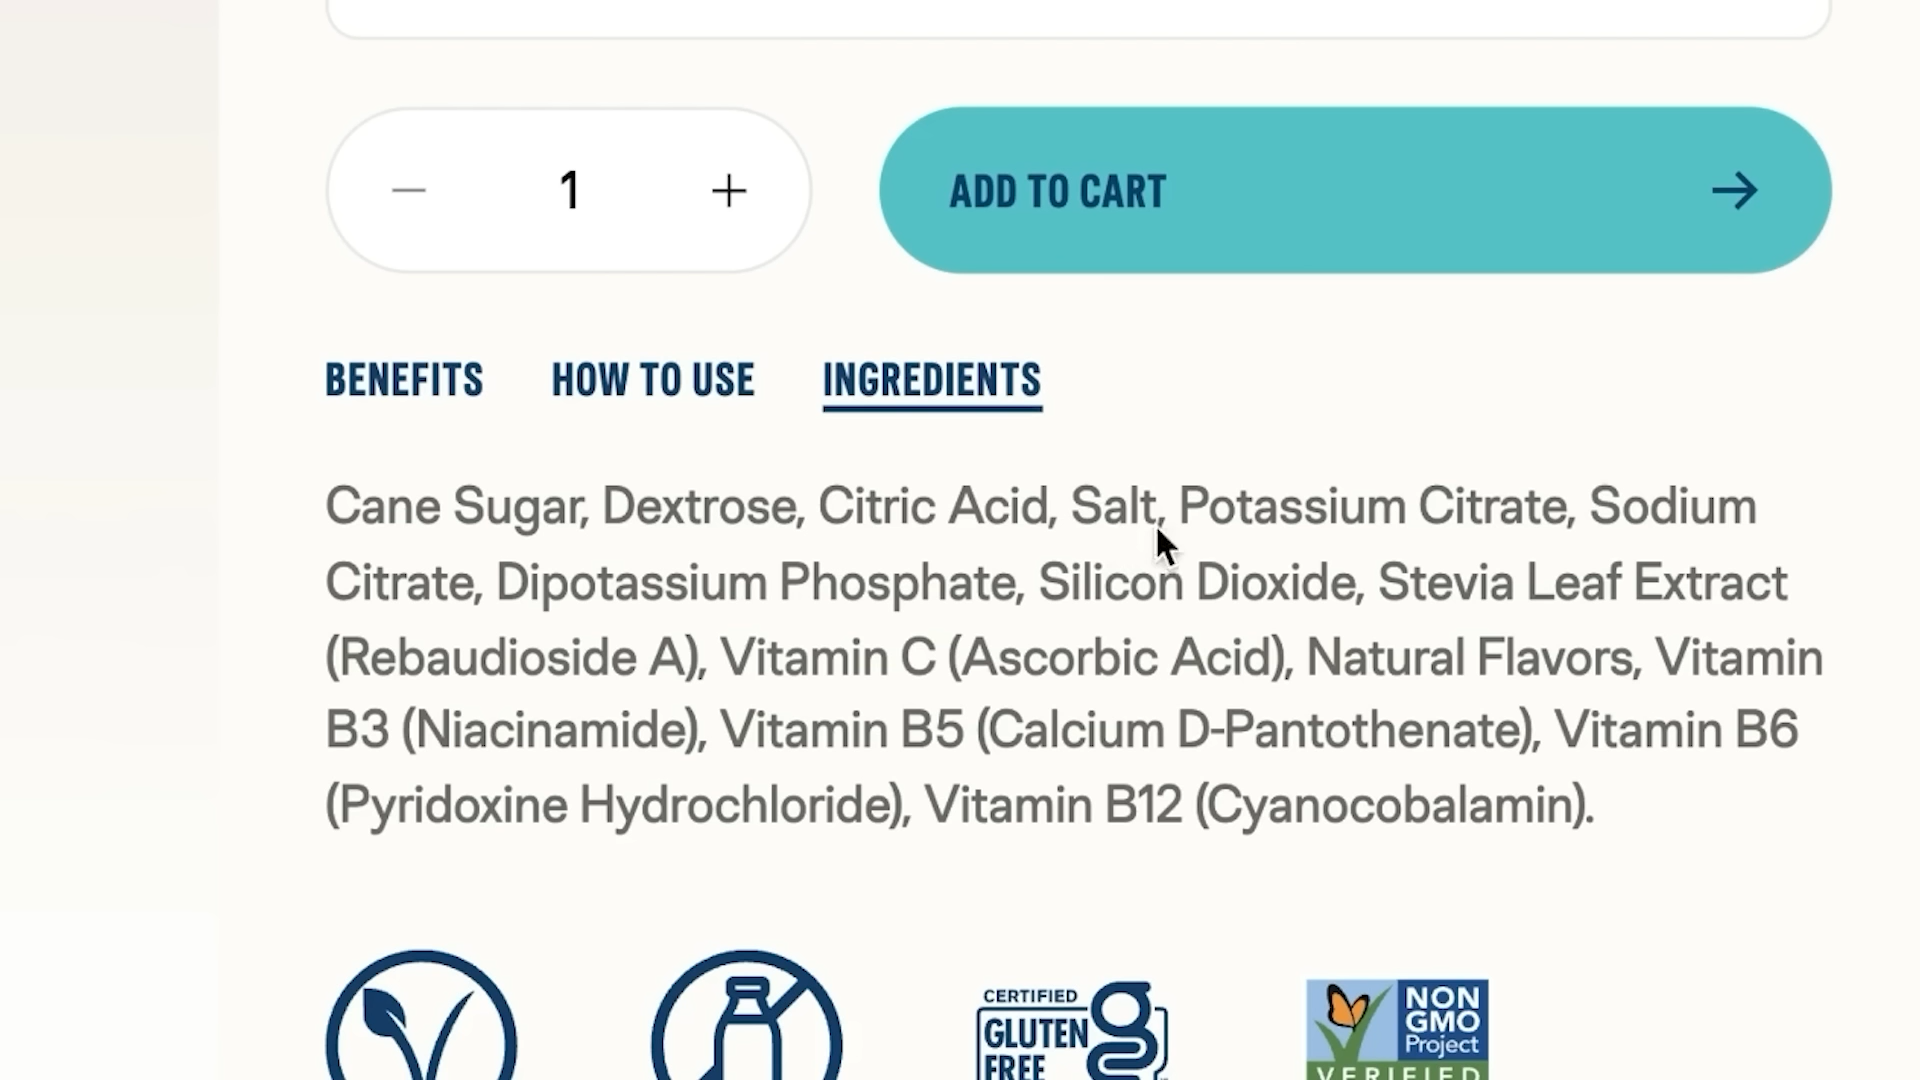 1
ADD TO CART
BENEFITS HOW TO USE INGREDIENTS
Cane Sugar, Dextrose, Citric Acid, Salt, Potassium Citrate, Sodium
Citrate, Dipotassium Phosphate, Silicon Dioxide, Stevia Leaf Extract
(Rebaudioside A), Vitamin C (Ascorbic Acid), Natural Flavors, Vitamin
B3 (Niacinamide), Vitamin B5 (Calcium D-Pantothenate), Vitamin B6
(Pyridoxine Hydrochloride), Vitamin B12 (Cyanocobalamin).
CERTIFIED
GLUTEN
FREE
NON
GMO
Project
VERIFIED